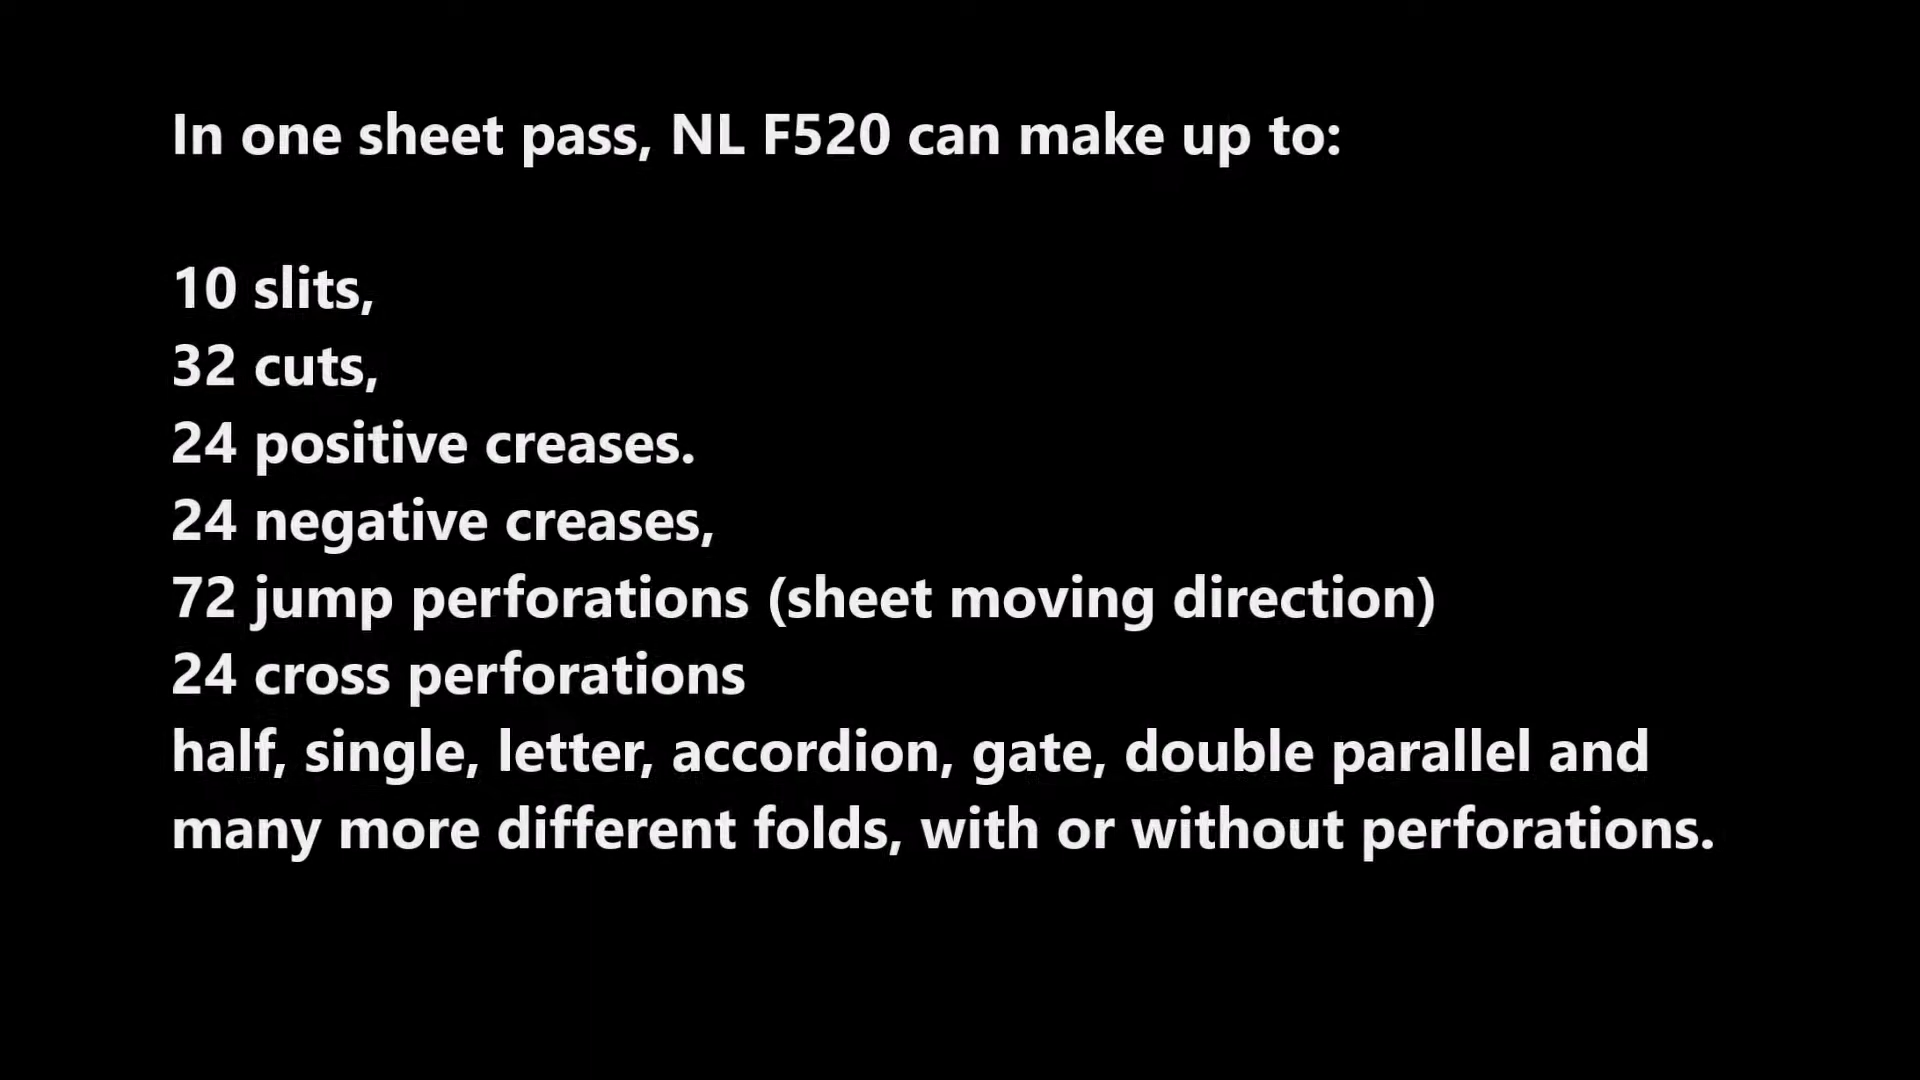 In one sheet pass, NL F520 can make up to:
10 slits,
32 cuts,
24 positive creases.
24 negative creases,
72 jump perforations (sheet moving direction)
24 cross perforations
half, single, letter, accordion, gate, double parallel and
many more different folds, with or without perforations.